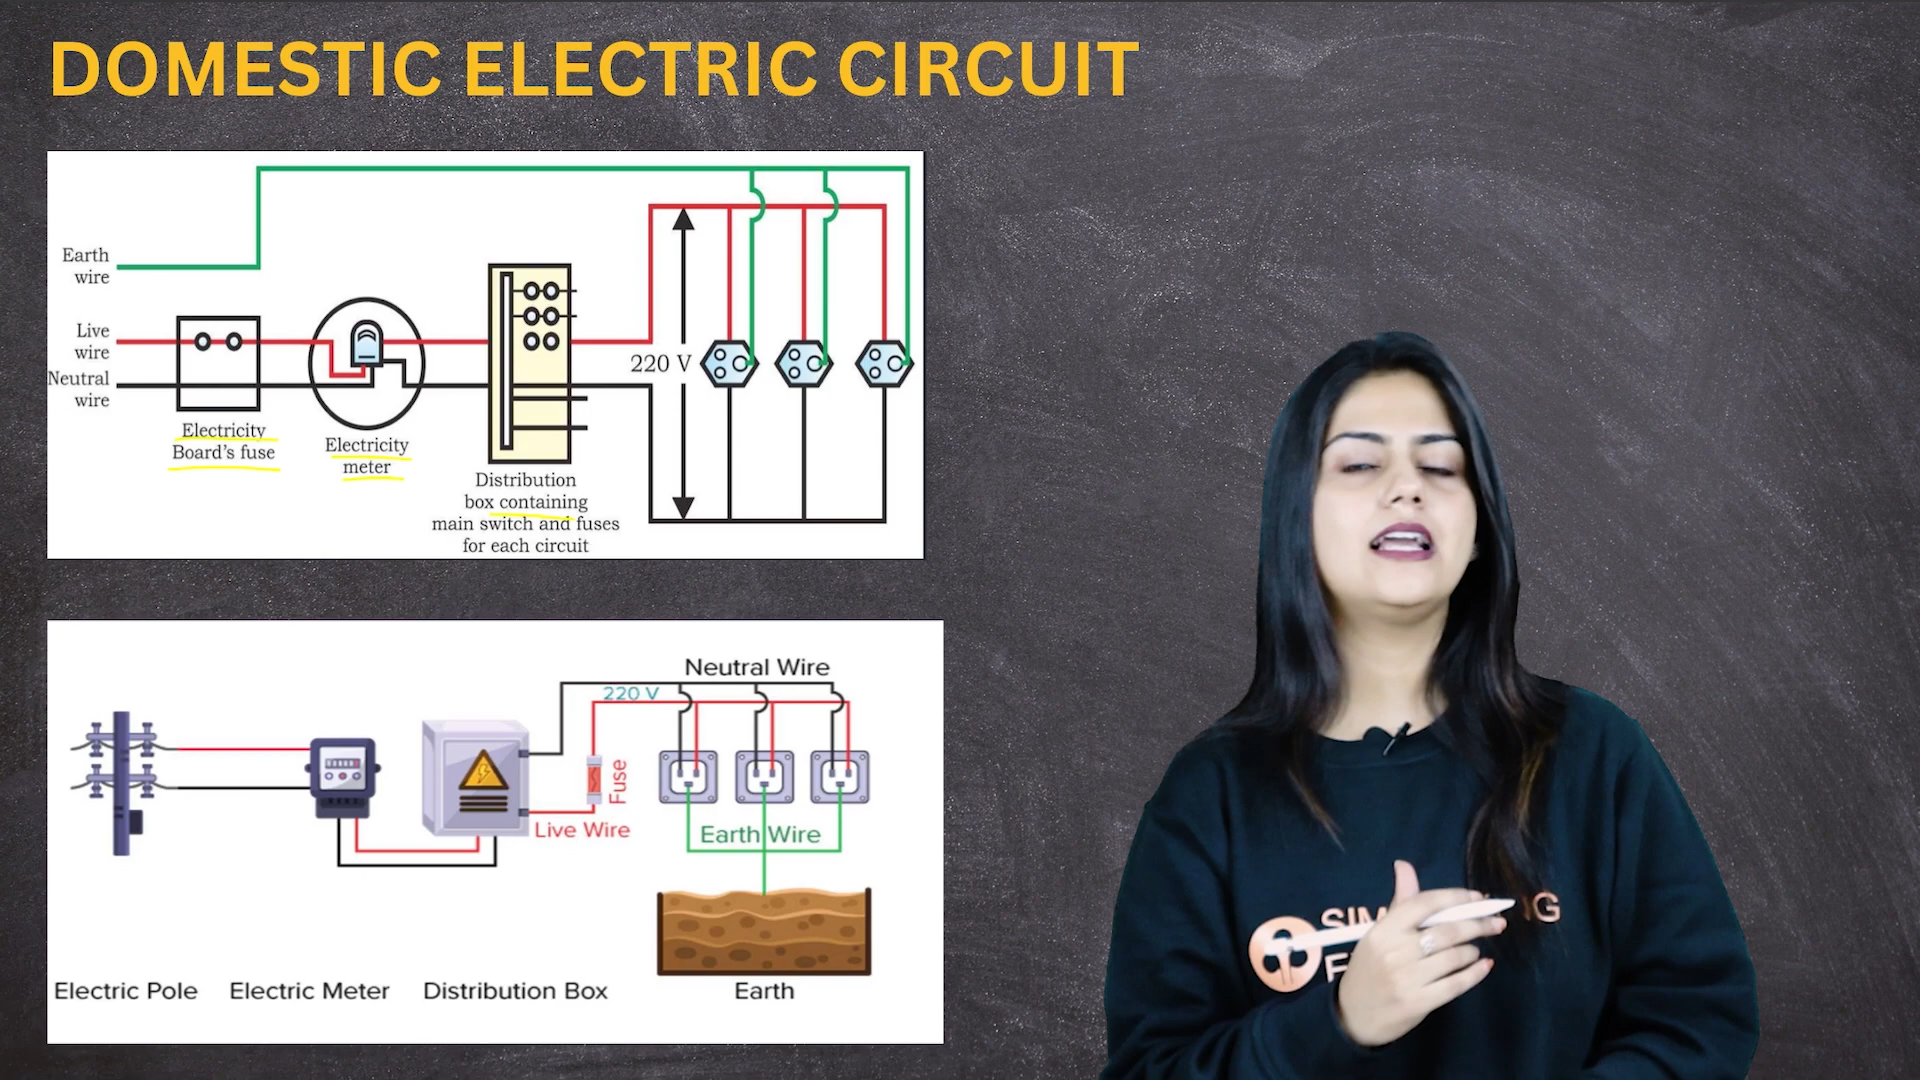 DOMESTIC ELECTRIC CIRCUIT
Earth
wire
Live
wire
Neutral
wire
220 V
Electricity
Board's fuse
Electricity
meter
Distribution
box containing
main switch and fuses
for each circuit
Neutral Wire
220 V
Fuse
Live Wire
Earth Wire
Electric Pole
Electric Meter
Distribution Box
Earth